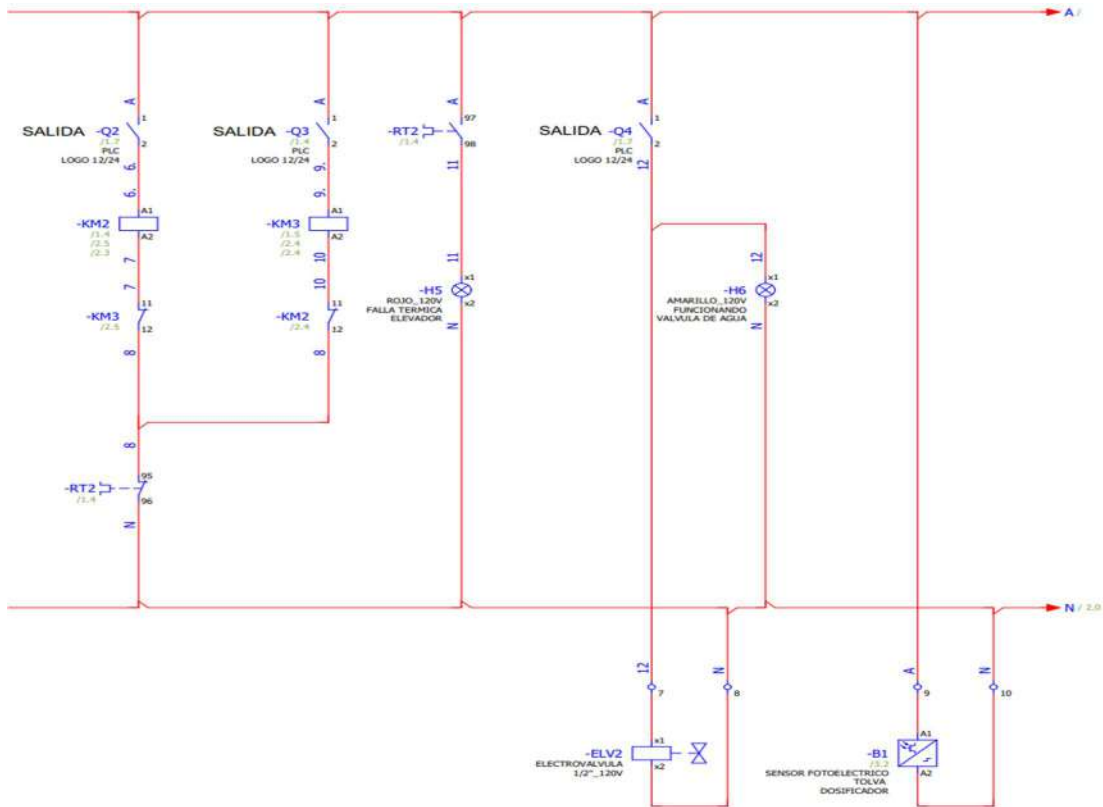 A /
A
A
A
A
SALIDA -Q2
/1.7
PLC
LOGO 12/24
1
2
SALIDA -Q3
/1.4
PLC
LOGO 12/24
1
2
-RT2
/1.4
97
98
SALIDA -Q4
/1.7
PLC
LOGO 12/24
1
2
6.
6.
9.
9.
11
12
-KM2
/1.4
/2.5
/2.3
A1
A2
-KM3
/1.5
/2.4
/2.4
A1
A2
7
7
10
10
11
12
-KM3
/2.5
11
12
-KM2
/2.4
11
12
-H5
ROJO_120V
FALLA TERMICA
ELEVADOR
x1
x2
-H6
AMARILLO_120V
FUNCIONANDO
VALVULA DE AGUA
x1
x2
N
N
8
8
8
-RT2
/1.4
95
96
N
N / 2.0
12
N
A
N
7
8
9
10
-ELV2
ELECTROVALVULA
1/2"_120V
x1
x2
-B1
/3.2
SENSOR FOTOELECTRICO
TOLVA
DOSIFICADOR
A1
A2